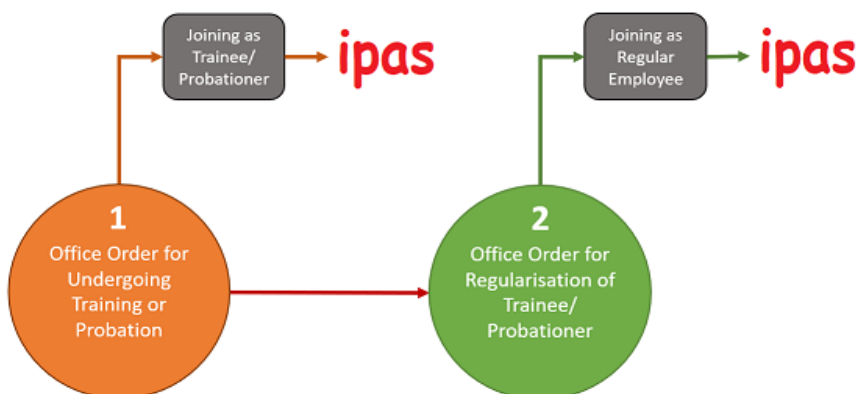 Joining as
Trainee/
Probationer
ipas
Joining as
Regular
Employee
ipas
1
Office Order for
Undergoing
Training or
Probation
2
Office Order for
Regularisation of
Trainee/
Probationer